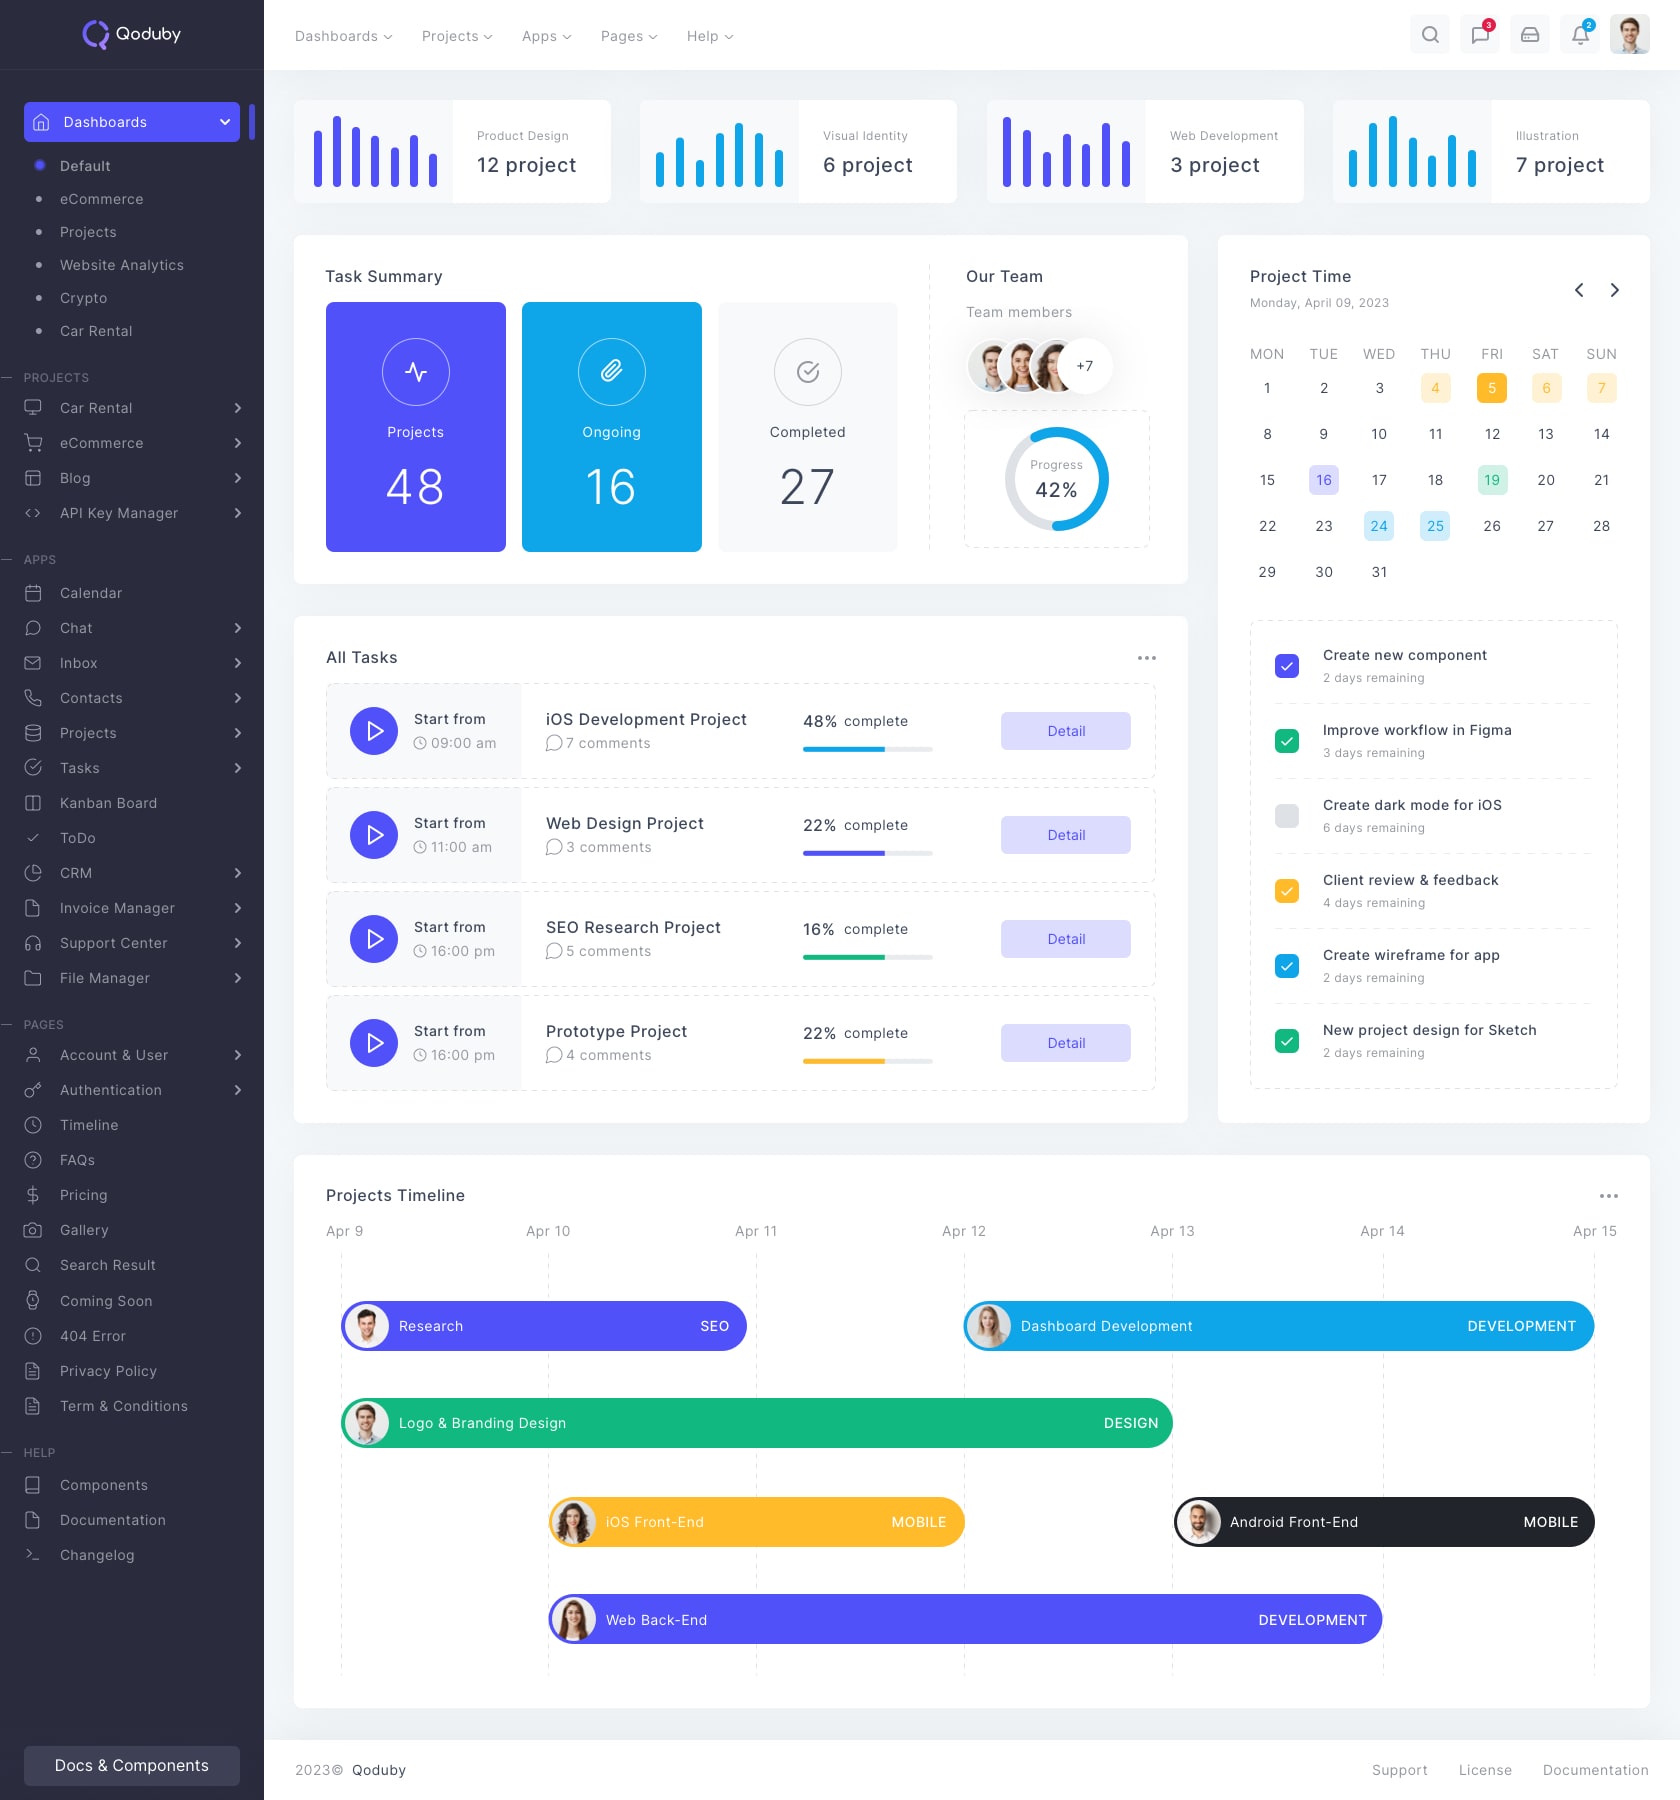 Qoduby
Dashboards
Default
eCommerce
Projects
Website Analytics
Crypto
Car Rental
PROJECTS
Car Rental
eCommerce
Blog
API Key Manager
APPS
Calendar
Chat
Inbox
Contacts
Projects
Tasks
Kanban Board
ToDo
CRM
Invoice Manager
Support Center
File Manager
PAGES
Account & User
Authentication
Timeline
FAQs
Pricing
Gallery
Search Result
Coming Soon
404 Error
Privacy Policy
Term & Conditions
HELP
Components
Documentation
Changelog
Docs & Components
Dashboards Projects Apps Pages Help
3 2
Product Design
12 project
Visual Identity
6 project
Web Development
3 project
Illustration
7 project
Task Summary
Projects
48
Ongoing
16
Completed
27
Our Team
Team members
+7
Progress
42%
Project Time
Monday, April 09, 2023
MON TUE WED THU FRI SAT SUN
1 2 3 4 5 6 7
8 9 10 11 12 13 14
15 16 17 18 19 20 21
22 23 24 25 26 27 28
29 30 31
Create new component
2 days remaining
Improve workflow in Figma
3 days remaining
Create dark mode for iOS
6 days remaining
Client review & feedback
4 days remaining
Create wireframe for app
2 days remaining
New project design for Sketch
2 days remaining
All Tasks
Start from
09:00 am
iOS Development Project
7 comments
48% complete
Detail
Start from
11:00 am
Web Design Project
3 comments
22% complete
Detail
Start from
16:00 pm
SEO Research Project
5 comments
16% complete
Detail
Start from
16:00 pm
Prototype Project
4 comments
22% complete
Detail
Projects Timeline
Apr 9 Apr 10 Apr 11 Apr 12 Apr 13 Apr 14 Apr 15
Research SEO
Dashboard Development DEVELOPMENT
Logo & Branding Design DESIGN
iOS Front-End MOBILE
Android Front-End MOBILE
Web Back-End DEVELOPMENT
2023© Qoduby
Support License Documentation